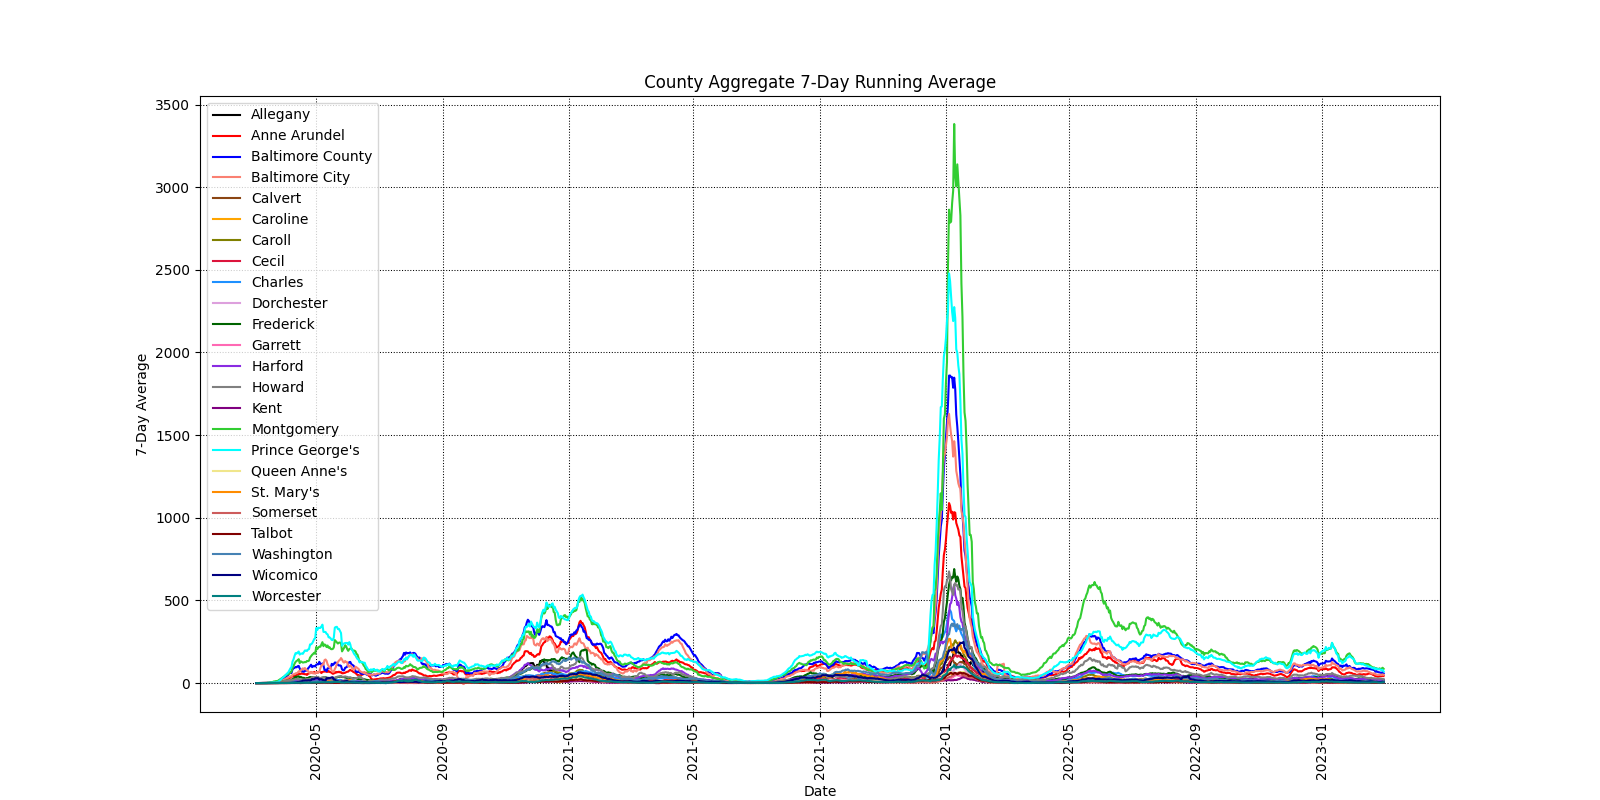 County Aggregate 7-Day Running Average
3500
3000
2500
2000
1500
1000
500
0
7-Day Average
Allegany
Anne Arundel
Baltimore County
Baltimore City
Calvert
Caroline
Caroll
Cecil
Charles
Dorchester
Frederick
Garrett
Harford
Howard
Kent
Montgomery
Prince George's
Queen Anne's
St. Mary's
Somerset
Talbot
Washington
Wicomico
Worcester
2020-05
2020-09
2021-01
2021-05
2021-09
2022-01
2022-05
2022-09
2023-01
Date